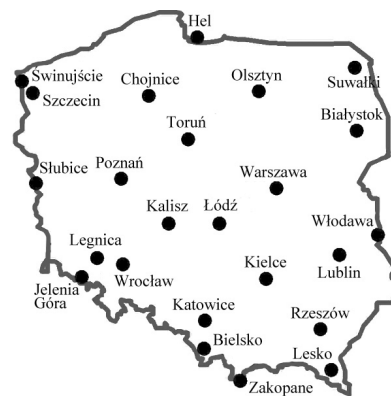 Hel
Świnujście
Szczecin
Chojnice
Olsztyn
Suwałki
Toruń
Białystok
Słubice
Poznań
Warszawa
Kalisz
Łódź
Włodawa
Legnica
Wrocław
Kielce
Lublin
Jelenia
Góra
Katowice
Rzeszów
Bielsko
Lesko
Zakopane